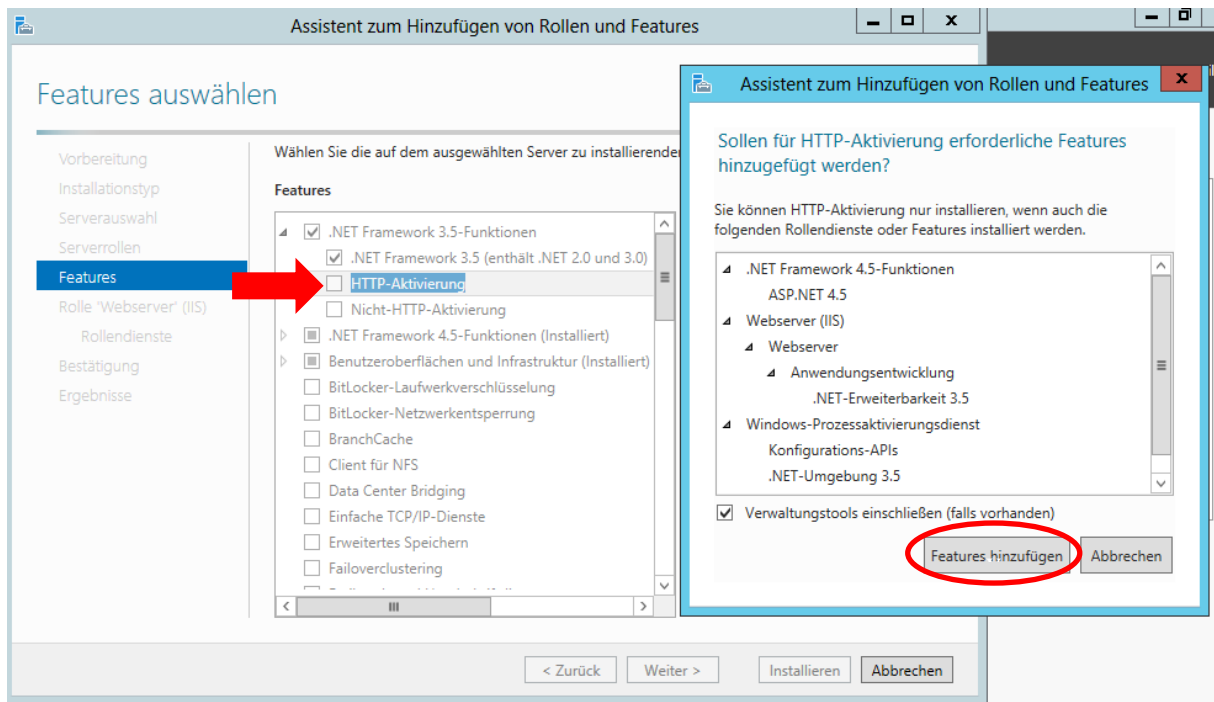 Assistent zum Hinzufügen von Rollen und Features
Features auswählen
Vorbereitung
Installationstyp
Serverauswahl
Serverrollen
Features
Rolle 'Webserver' (IIS)
Rollendienste
Bestätigung
Ergebnisse
Wählen Sie die auf dem ausgewählten Server zu installierenden
Features
.NET Framework 3.5-Funktionen
.NET Framework 3.5 (enthält .NET 2.0 und 3.0)
HTTP-Aktivierung
Nicht-HTTP-Aktivierung
.NET Framework 4.5-Funktionen (Installiert)
Benutzeroberflächen und Infrastruktur (Installiert)
BitLocker-Laufwerkverschlüsselung
BitLocker-Netzwerkentsperrung
BranchCache
Client für NFS
Data Center Bridging
Einfache TCP/IP-Dienste
Erweitertes Speichern
Failoverclustering
< Zurück
Weiter >
Installieren
Abbrechen
Assistent zum Hinzufügen von Rollen und Features
Sollen für HTTP-Aktivierung erforderliche Features
hinzugefügt werden?
Sie können HTTP-Aktivierung nur installieren, wenn auch die
folgenden Rollendienste oder Features installiert werden.
.NET Framework 4.5-Funktionen
ASP.NET 4.5
Webserver (IIS)
Webserver
Anwendungsentwicklung
.NET-Erweiterbarkeit 3.5
Windows-Prozessaktivierungsdienst
Konfigurations-APIs
.NET-Umgebung 3.5
Verwaltungstools einschließen (falls vorhanden)
Features hinzufügen
Abbrechen